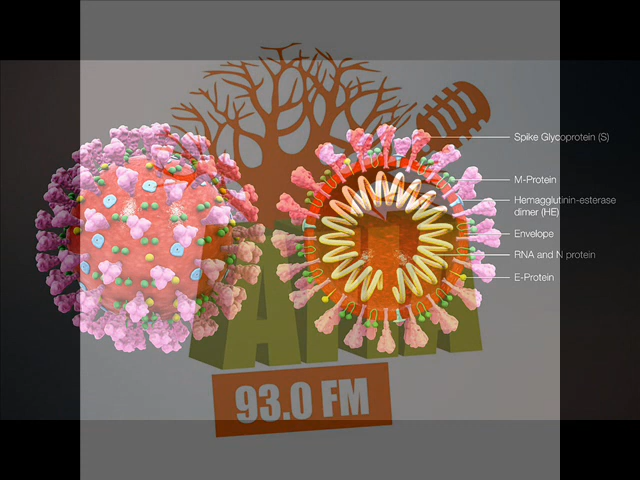 Spike Glycoprotein (S)
M-Protein
Hemagglutinin-esterase
dimer (HE)
Envelope
RNA and N protein
E-Protein
93.0 FM